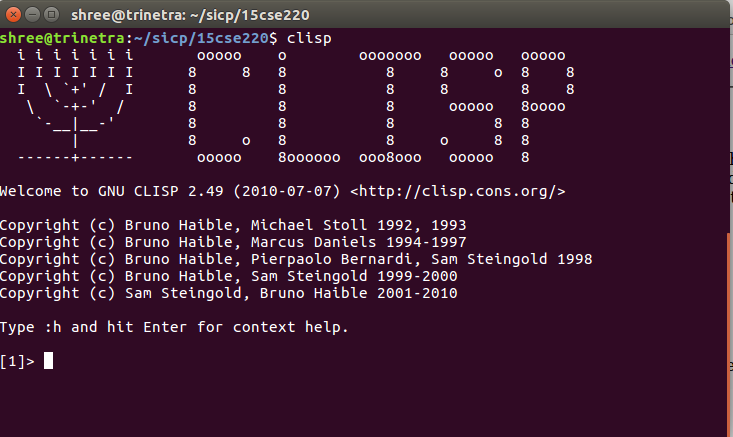 shree@trinetra: ~/sicp/15cse220
shree@trinetra:~/sicp/15cse220$ clisp
  i i i i i i i       ooooo    o        ooooooo   ooooo   ooooo
  I I I I I I I      8     8   8           8     8     o  8    8
  I  \ `+' /  I      8         8           8     8        8    8
   \  `-+-'  /       8         8           8      ooooo   8oooo
    `-__|__-'        8         8           8           8  8
        |            8     o   8           8     o     8  8
  ------+------       ooooo    8oooooo  ooo8ooo   ooooo   8
Welcome to GNU CLISP 2.49 (2010-07-07) <http://clisp.cons.org/>
Copyright (c) Bruno Haible, Michael Stoll 1992, 1993
Copyright (c) Bruno Haible, Marcus Daniels 1994-1997
Copyright (c) Bruno Haible, Pierpaolo Bernardi, Sam Steingold 1998
Copyright (c) Bruno Haible, Sam Steingold 1999-2000
Copyright (c) Sam Steingold, Bruno Haible 2001-2010
Type :h and hit Enter for context help.
[1]>